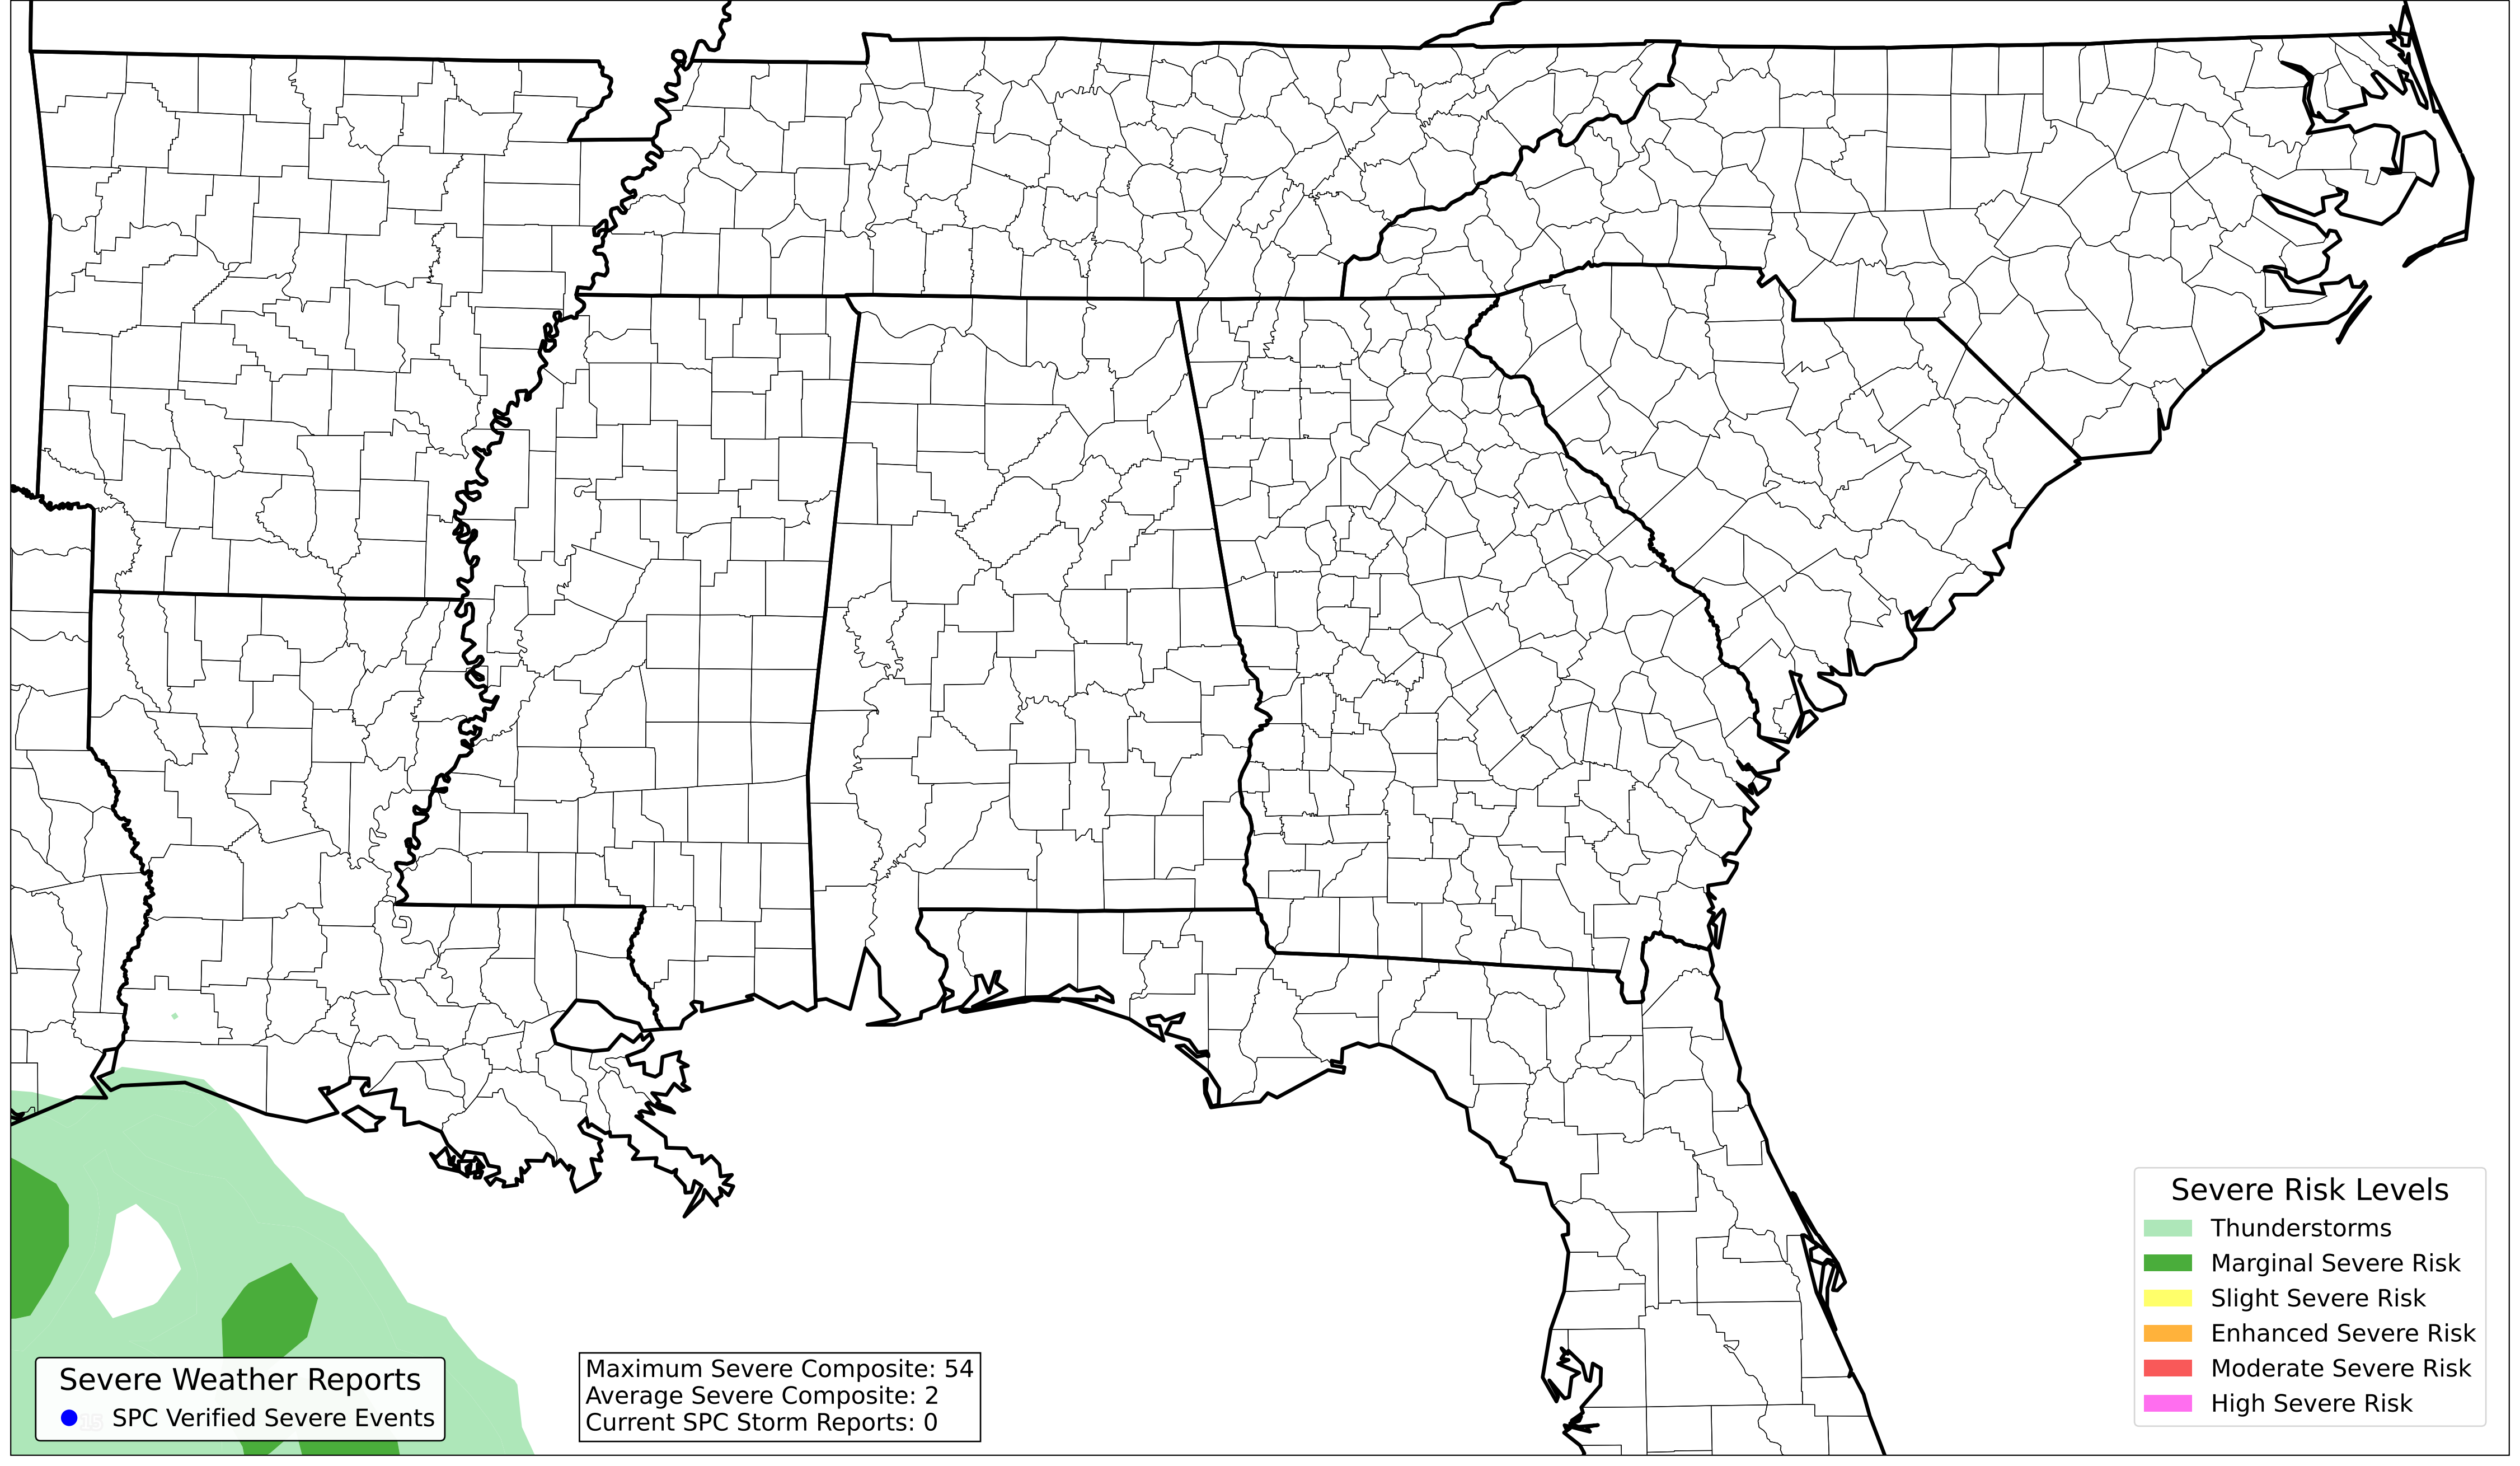 Severe Weather Reports
SPC Verified Severe Events
Maximum Severe Composite: 54
Average Severe Composite: 2
Current SPC Storm Reports: 0
Severe Risk Levels
Thunderstorms
Marginal Severe Risk
Slight Severe Risk
Enhanced Severe Risk
Moderate Severe Risk
High Severe Risk